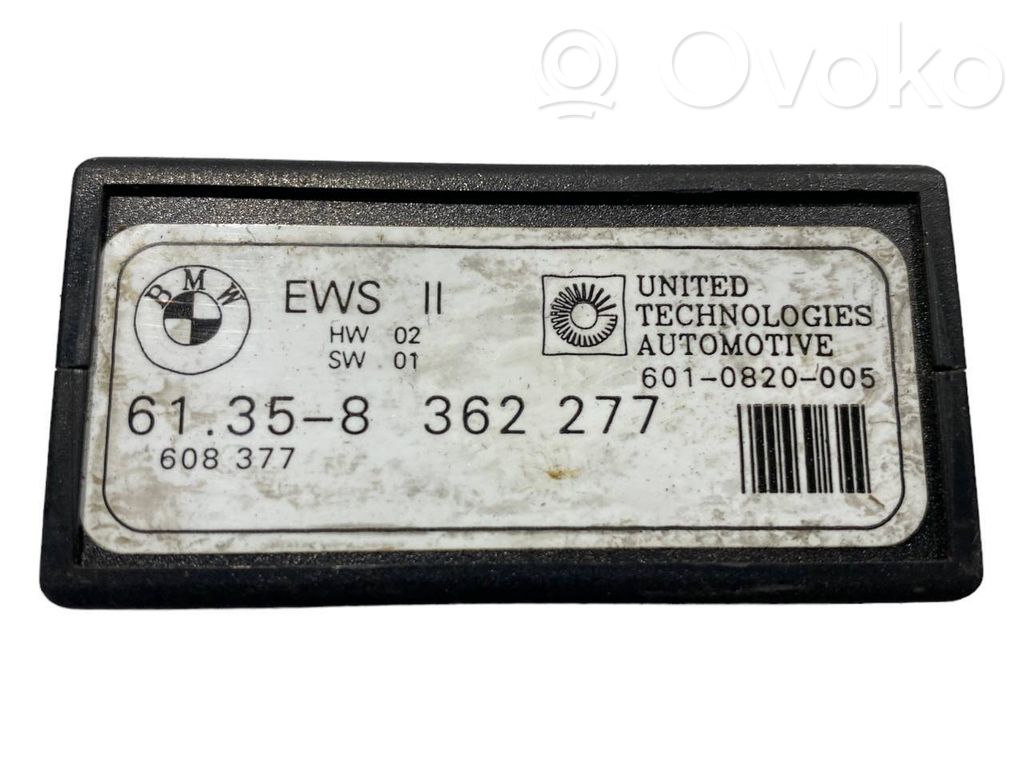 Ovoko
BMW
EWS II
HW 02
SW 01
UNITED
TECHNOLOGIES
AUTOMOTIVE
601-0820-005
61.35-8 362 277
608 377